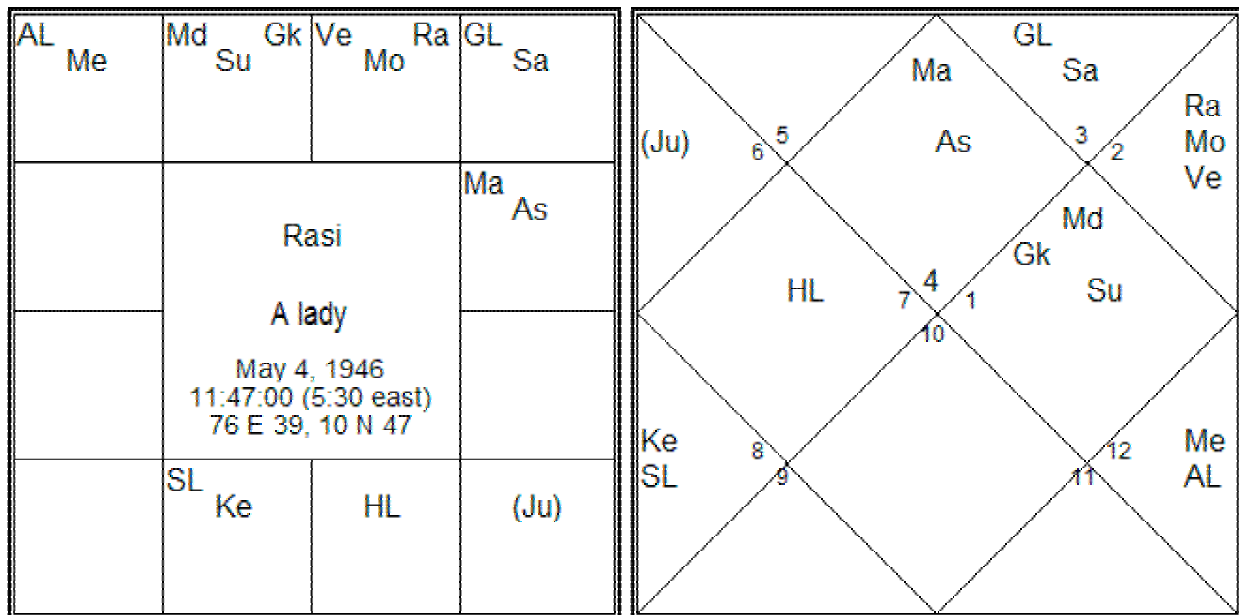 AL
Me
Md Gk
Su
Ve Ra
Mo
GL
Sa
Ma
As
Rasi
A lady
May 4, 1946
11:47:00 (5:30 east)
76 E 39, 10 N 47
SL
Ke
HL
(Ju)
GL
Sa
Ma
As
Ra
Mo
Ve
(Ju)
5
6
3
2
Md
Gk
Su
HL
4
7
1
10
Ke
SL
8
9
12
11
Me
AL